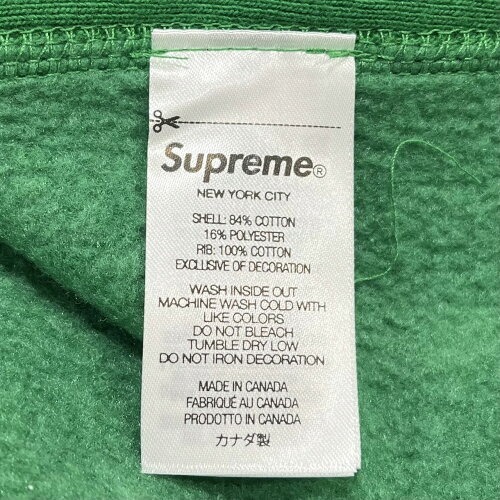 Supreme®
NEW YORK CITY
SHELL: 84% COTTON
16% POLYESTER
RIB: 100% COTTON
EXCLUSIVE OF DECORATION
WASH INSIDE OUT
MACHINE WASH COLD WITH
LIKE COLORS
DO NOT BLEACH
TUMBLE DRY LOW
DO NOT IRON DECORATION
MADE IN CANADA
FABRIQUÉ AU CANADA
PRODOTTO IN CANADA
カナダ製